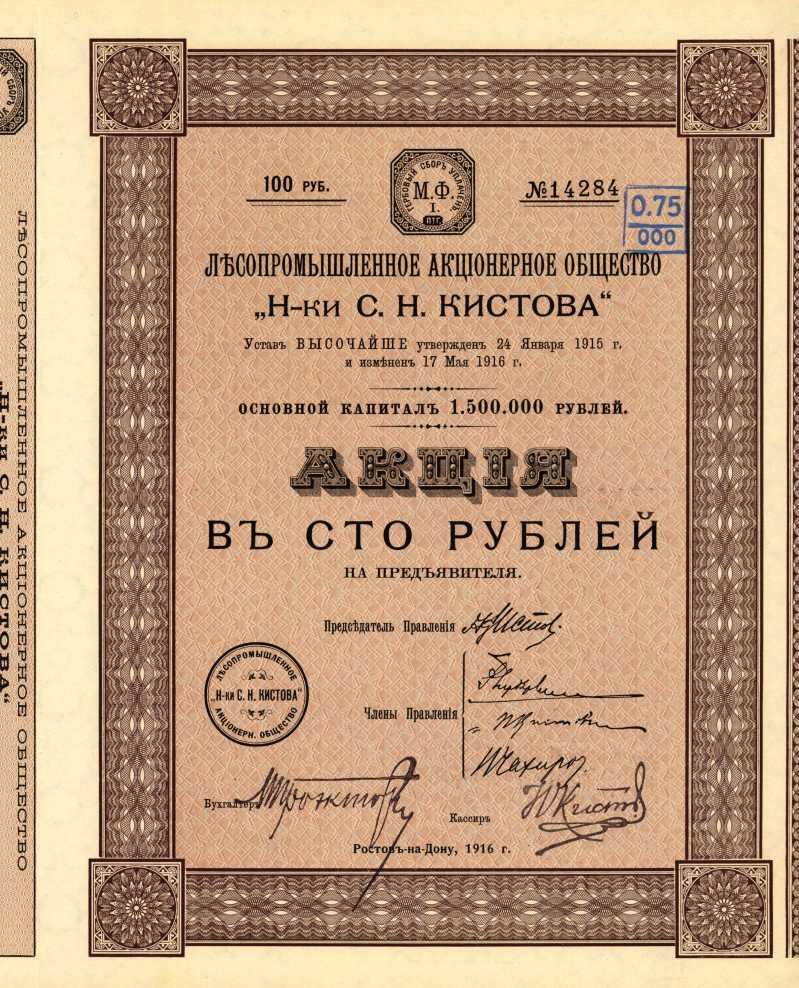 100 РУБ.
ГЕРБОВЫЙ СБОРЪ УПЛАЧЕНЪ.
М.Ф.
I.
ПТГ.
№14284
0.75
000
ЛѢСОПРОМЫШЛЕННОЕ АКЦІОНЕРНОЕ ОБЩЕСТВО
„Н-ки С. Н. КИСТОВА“
Уставъ ВЫСОЧАЙШЕ утвержденъ 24 Января 1915 г.
и измѣненъ 17 Мая 1916 г.
ОСНОВНОЙ КАПИТАЛЪ 1.500.000 РУБЛЕЙ.
АКЦІЯ
ВЪ СТО РУБЛЕЙ
НА ПРЕДЪЯВИТЕЛЯ.
Предсѣдатель Правленія
ЛѢСОПРОМЫШЛЕННОЕ
„Н-ки С. Н. КИСТОВА“
АКЦІОНЕРН. ОБЩЕСТВО
Члены Правленія
Бухгалтеръ
Кассиръ
Ростовъ-на-Дону, 1916 г.
ЛѢСОПРОМЫШЛЕННОЕ АКЦІОНЕРНОЕ ОБЩЕСТВО
„Н-ки С. Н. КИСТОВА“